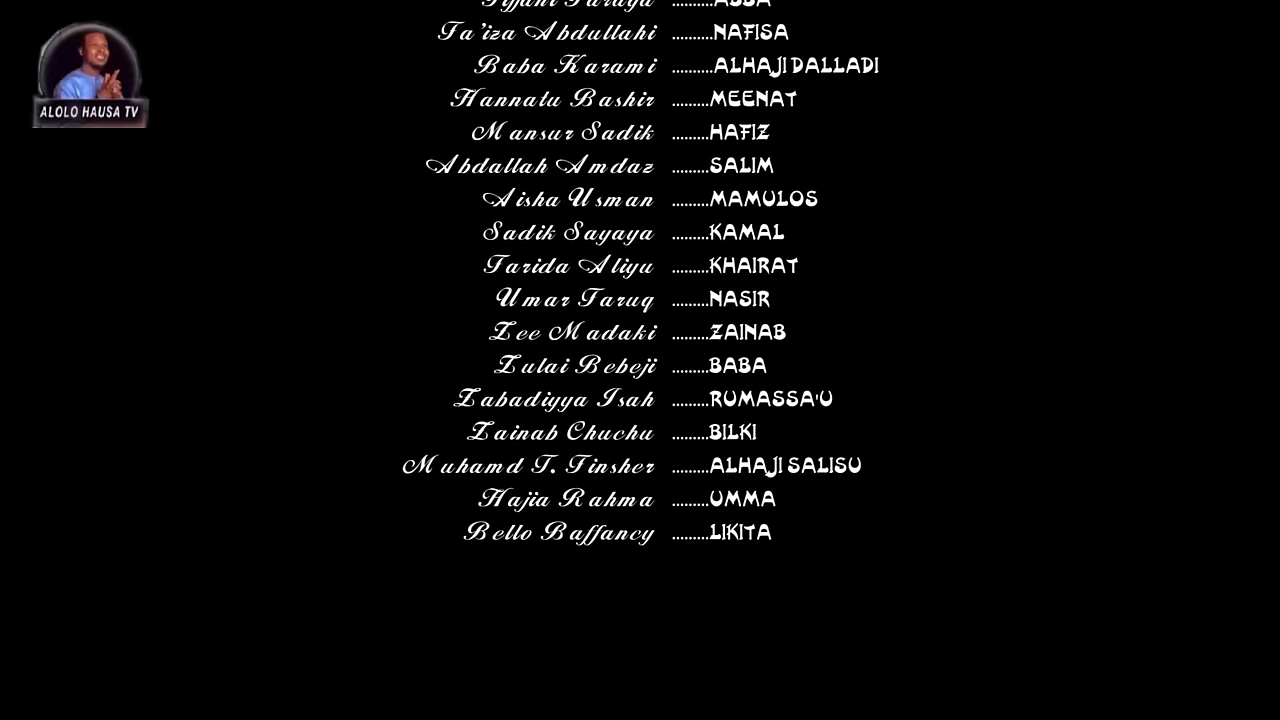 Ta'iza Abdullahi ..........NAFISA
Baba Karami ..........ALHAJI DALLADI
Hannatu Bashir .........MEENAT
Mansur Sadik .........HAFIZ
Abdallah Amdaz .........SALIM
Aisha Usman .........MAMULOS
Sadik Sayaya .........KAMAL
Farida Aliyu .........KHAIRAT
Umar Faruq .........NASIR
Zee Madaki .........ZAINAB
Zulai Bebeji .........BABA
Zabadiyya Isah .........RUMASSA'U
Zainab Chuchu .........BILKI
Muhamd T. Finsher .........ALHAJI SALISU
Hajia Rahma .........UMMA
Bello Baffancy .........LIKITA
ALOLO HAUSA TV